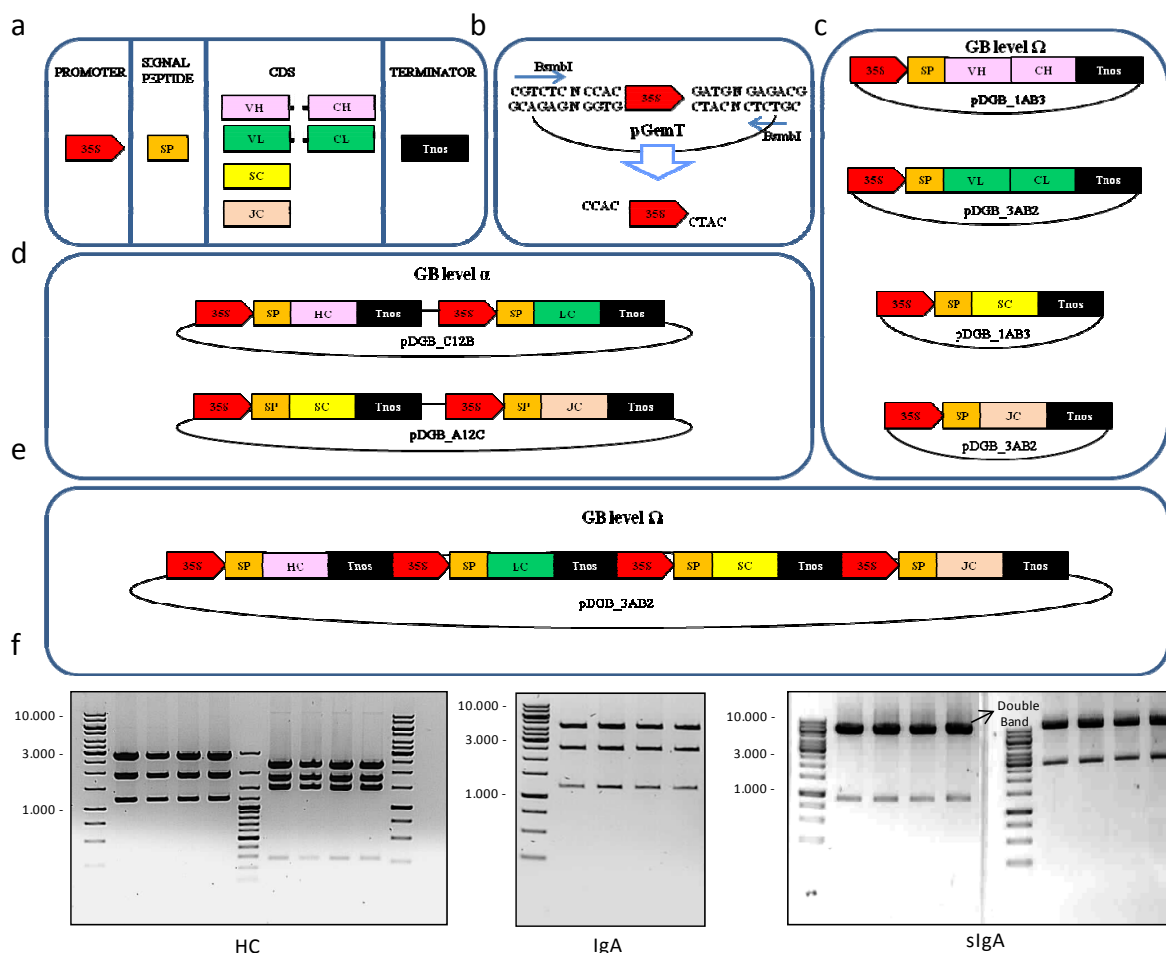 a
PROMOTER
SIGNAL
PEPTIDE
CDS
TERMINATOR
35S
SP
VH
CH
VL
CL
SC
JC
Tnos
b
BsmbI
CGTCTC N CCAC
GCAGAG N GGTG
35S
GATG N GAGACG
CTAC N CTCTGC
pGemT
BsmbI
CCAC
35S
CTAC
c
GB level Ω
35S SP VH CH Tnos
pDGB_1AB3
35S SP VL CL Tnos
pDGB_3AB2
35S SP SC Tnos
pDGB_1AB3
35S SP JC Tnos
pDGB_3AB2
d
GB level α
35S SP HC Tnos 35S SP LC Tnos
pDGB_C12B
35S SP SC Tnos 35S SP JC Tnos
pDGB_A12C
e
GB level Ω
35S SP HC Tnos 35S SP LC Tnos 35S SP SC Tnos 35S SP JC Tnos
pDGB_3AB2
f
10.000 -
3.000 -
1.000 -
HC
10.000 -
3.000 -
1.000 -
IgA
10.000 -
3.000 -
1.000 -
Double
Band
sIgA